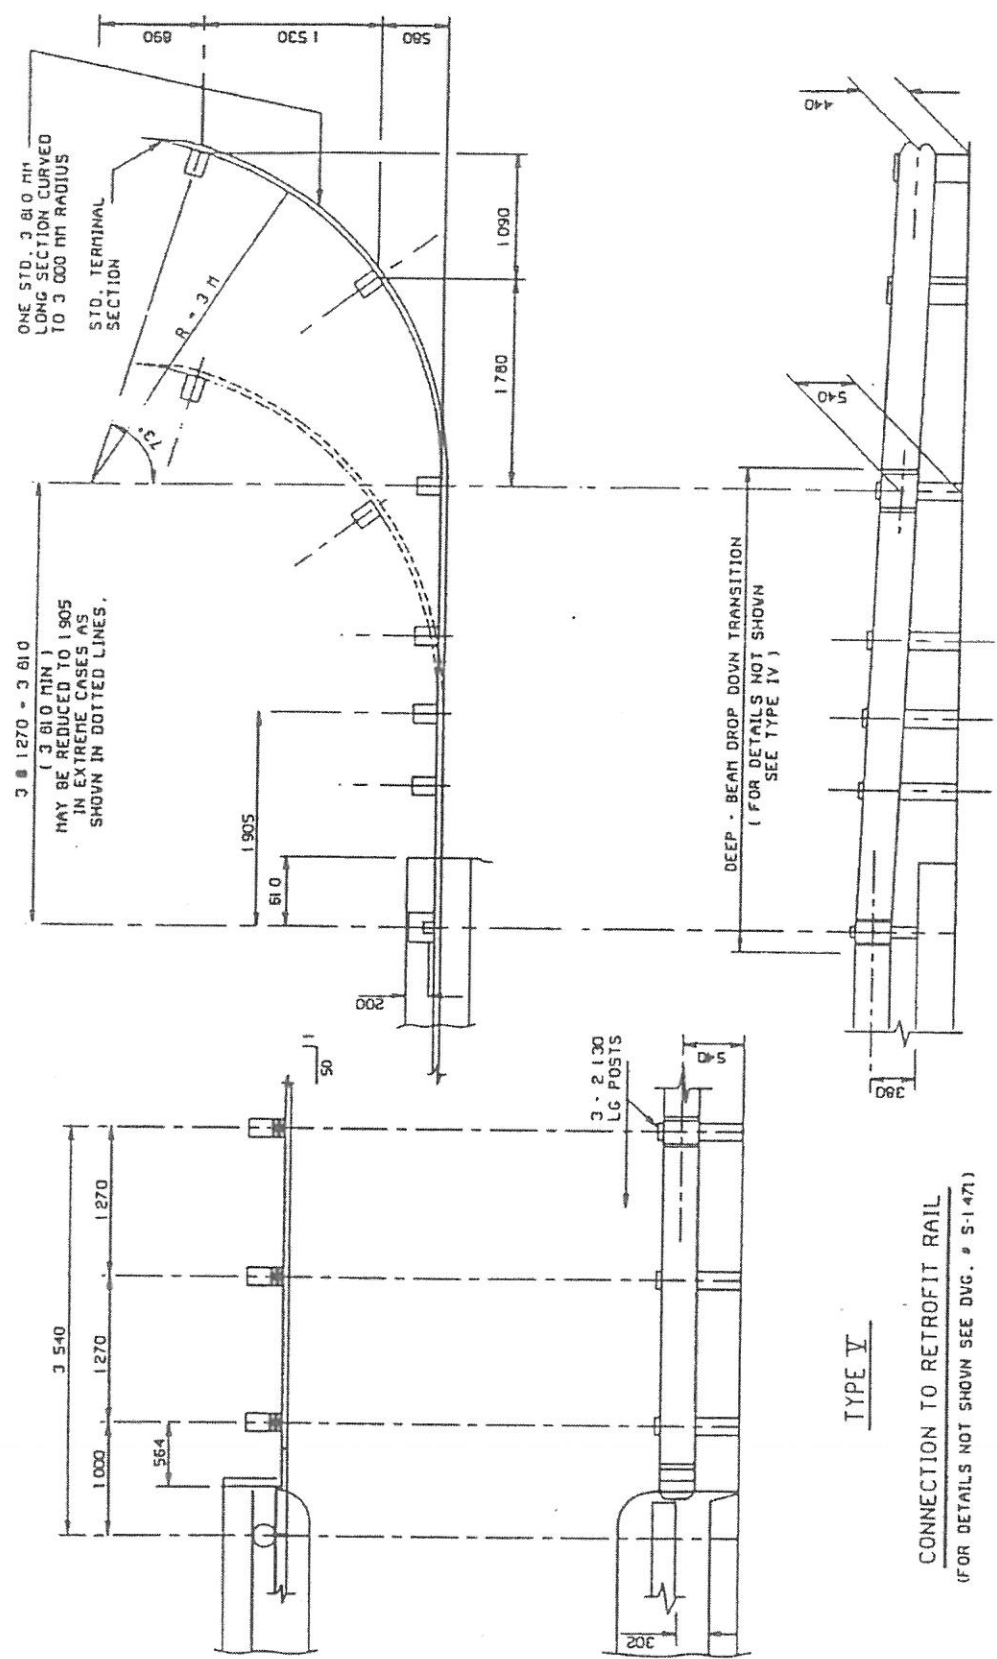 890
1 530
580
ONE STD. 3 810 MM
LONG SECTION CURVED
TO 3 000 MM RADIUS
STD. TERMINAL
SECTION
R - 3 M
73°
1 090
1 780
440
540
3 @ 1270 - 3 810
( 3 810 MIN )
MAY BE REDUCED TO 1 905
IN EXTREME CASES AS
SHOWN IN DOTTED LINES.
1 905
610
200
DEEP - BEAM DROP DOWN TRANSITION
( FOR DETAILS NOT SHOWN
SEE TYPE IV )
380
1
50
3 540
1 270
1 270
1 000
564
3 - 2 130
LG POSTS
540
302
TYPE V
CONNECTION TO RETROFIT RAIL
(FOR DETAILS NOT SHOWN SEE DWG. # S-1471)